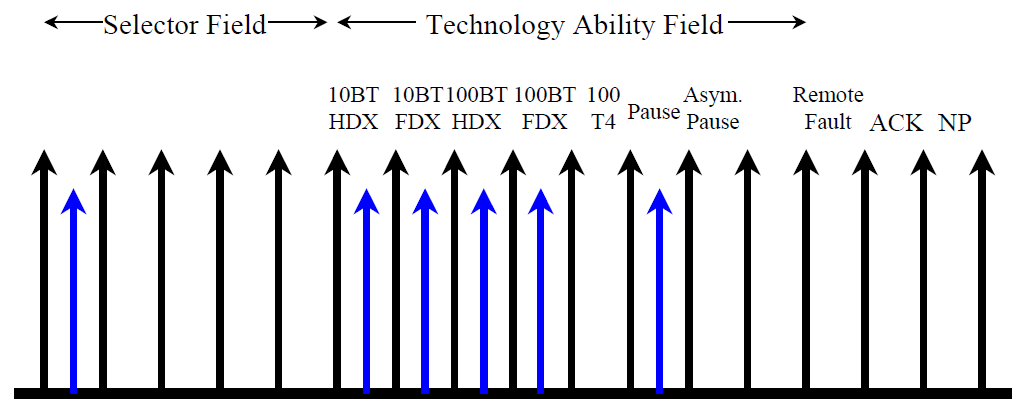 Selector Field Technology Ability Field
10BT 10BT 100BT 100BT 100 Pause Asym. Remote
HDX FDX HDX FDX T4 Pause Fault ACK NP